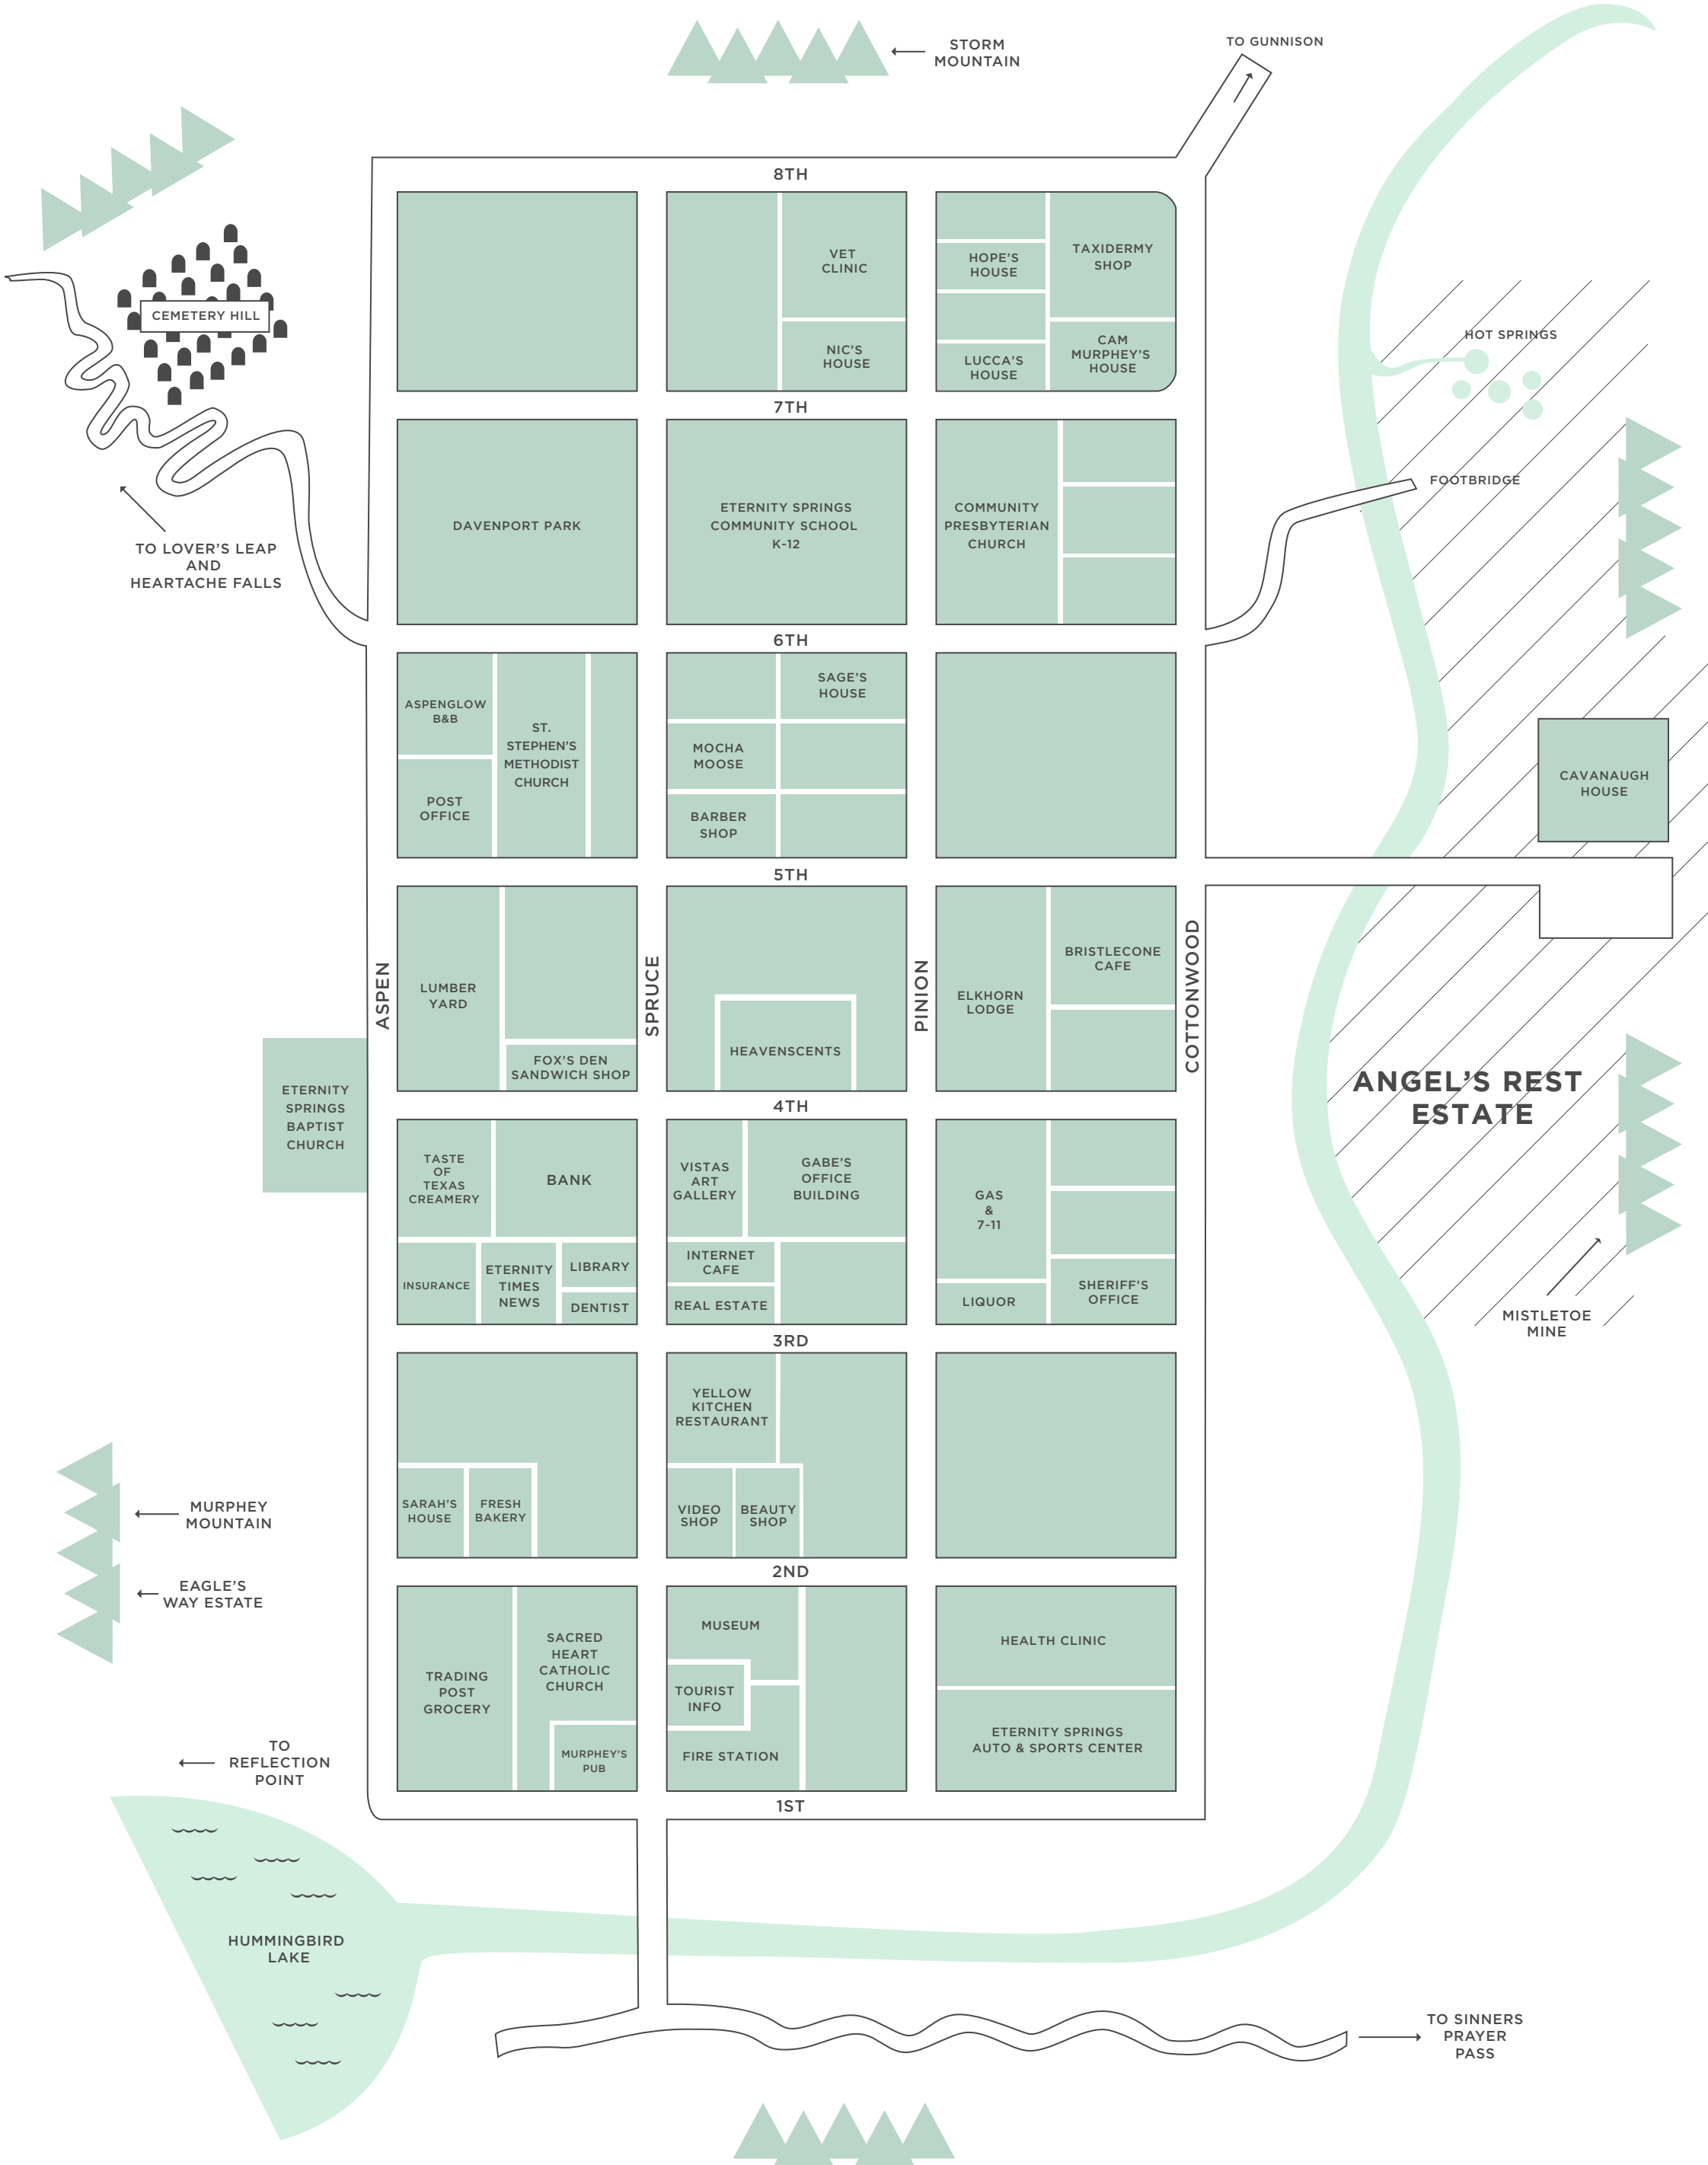 STORM
MOUNTAIN
TO GUNNISON
8TH
VET
CLINIC
NIC'S
HOUSE
HOPE'S
HOUSE
TAXIDERMY
SHOP
LUCCA'S
HOUSE
CAM
MURPHEY'S
HOUSE
CEMETERY HILL
HOT SPRINGS
7TH
TO LOVER'S LEAP
AND
HEARTACHE FALLS
DAVENPORT PARK
ETERNITY SPRINGS
COMMUNITY SCHOOL
K-12
COMMUNITY
PRESBYTERIAN
CHURCH
FOOTBRIDGE
6TH
ASPENGLOW
B&B
POST
OFFICE
ST.
STEPHEN'S
METHODIST
CHURCH
SAGE'S
HOUSE
MOCHA
MOOSE
BARBER
SHOP
CAVANAUGH
HOUSE
5TH
ASPEN
LUMBER
YARD
FOX'S DEN
SANDWICH SHOP
SPRUCE
HEAVENSCENTS
PINION
ELKHORN
LODGE
BRISTLECONE
CAFE
COTTONWOOD
ANGEL'S REST
ESTATE
ETERNITY
SPRINGS
BAPTIST
CHURCH
4TH
TASTE
OF
TEXAS
CREAMERY
BANK
INSURANCE
ETERNITY
TIMES
NEWS
LIBRARY
DENTIST
VISTAS
ART
GALLERY
GABE'S
OFFICE
BUILDING
INTERNET
CAFE
REAL ESTATE
GAS
&
7-11
LIQUOR
SHERIFF'S
OFFICE
MISTLETOE
MINE
3RD
SARAH'S
HOUSE
FRESH
BAKERY
YELLOW
KITCHEN
RESTAURANT
VIDEO
SHOP
BEAUTY
SHOP
MURPHEY
MOUNTAIN
EAGLE'S
WAY ESTATE
2ND
TRADING
POST
GROCERY
SACRED
HEART
CATHOLIC
CHURCH
MURPHEY'S
PUB
MUSEUM
TOURIST
INFO
FIRE STATION
HEALTH CLINIC
ETERNITY SPRINGS
AUTO & SPORTS CENTER
TO
REFLECTION
POINT
1ST
HUMMINGBIRD
LAKE
TO SINNERS
PRAYER
PASS